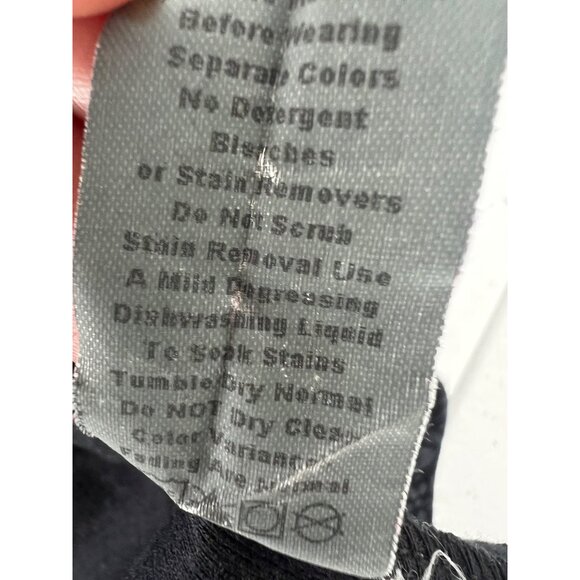 Before Wearing
Separate Colors
No Detergent
Bleaches
or Stain Removers
Do Not Scrub
Stain Removal Use
A Mild Degreasing
Dishwashing Liquid
To Soak Stains
Tumble Dry Normal
Do NOT Dry Clean
Color Variance
Fading Are normal